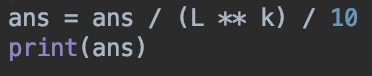 ans = ans / (L ** k) / 10
print(ans)